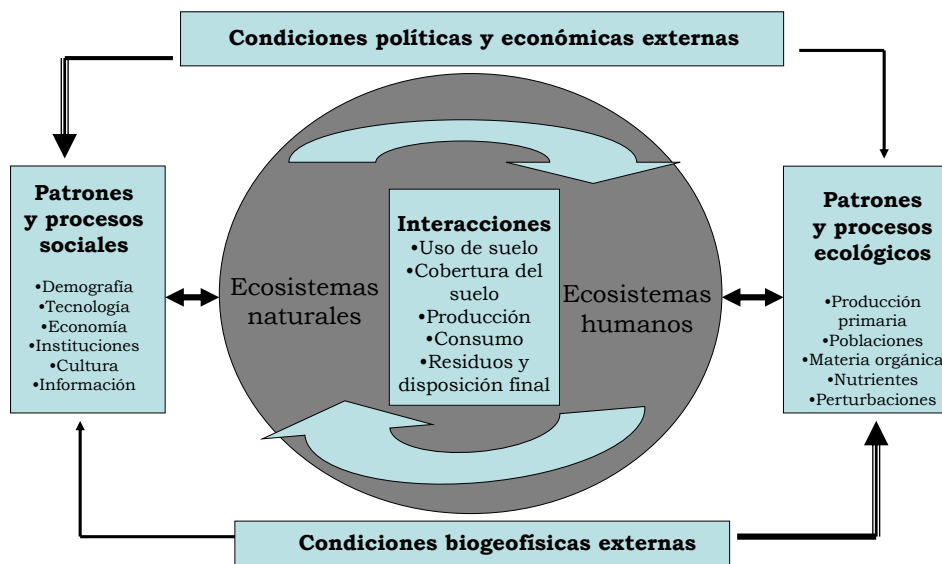 Condiciones políticas y económicas externas
Patrones
y procesos
sociales
•Demografía
•Tecnología
•Economía
•Instituciones
•Cultura
•Información
Ecosistemas
naturales
Interacciones
•Uso de suelo
•Cobertura del
suelo
•Producción
•Consumo
•Residuos y
disposición final
Ecosistemas
humanos
Patrones
y procesos
ecológicos
•Producción
primaria
•Poblaciones
•Materia orgánica
•Nutrientes
•Perturbaciones
Condiciones biogeofísicas externas